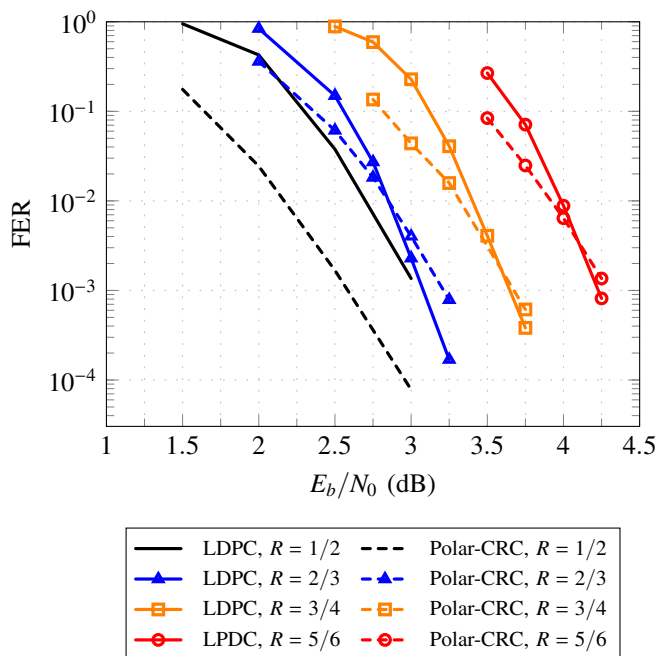 10^0
10^−1
10^−2
10^−3
10^−4
FER
1 1.5 2 2.5 3 3.5 4 4.5
E_b/N_0 (dB)
LDPC, R = 1/2 Polar-CRC, R = 1/2
LDPC, R = 2/3 Polar-CRC, R = 2/3
LDPC, R = 3/4 Polar-CRC, R = 3/4
LPDC, R = 5/6 Polar-CRC, R = 5/6